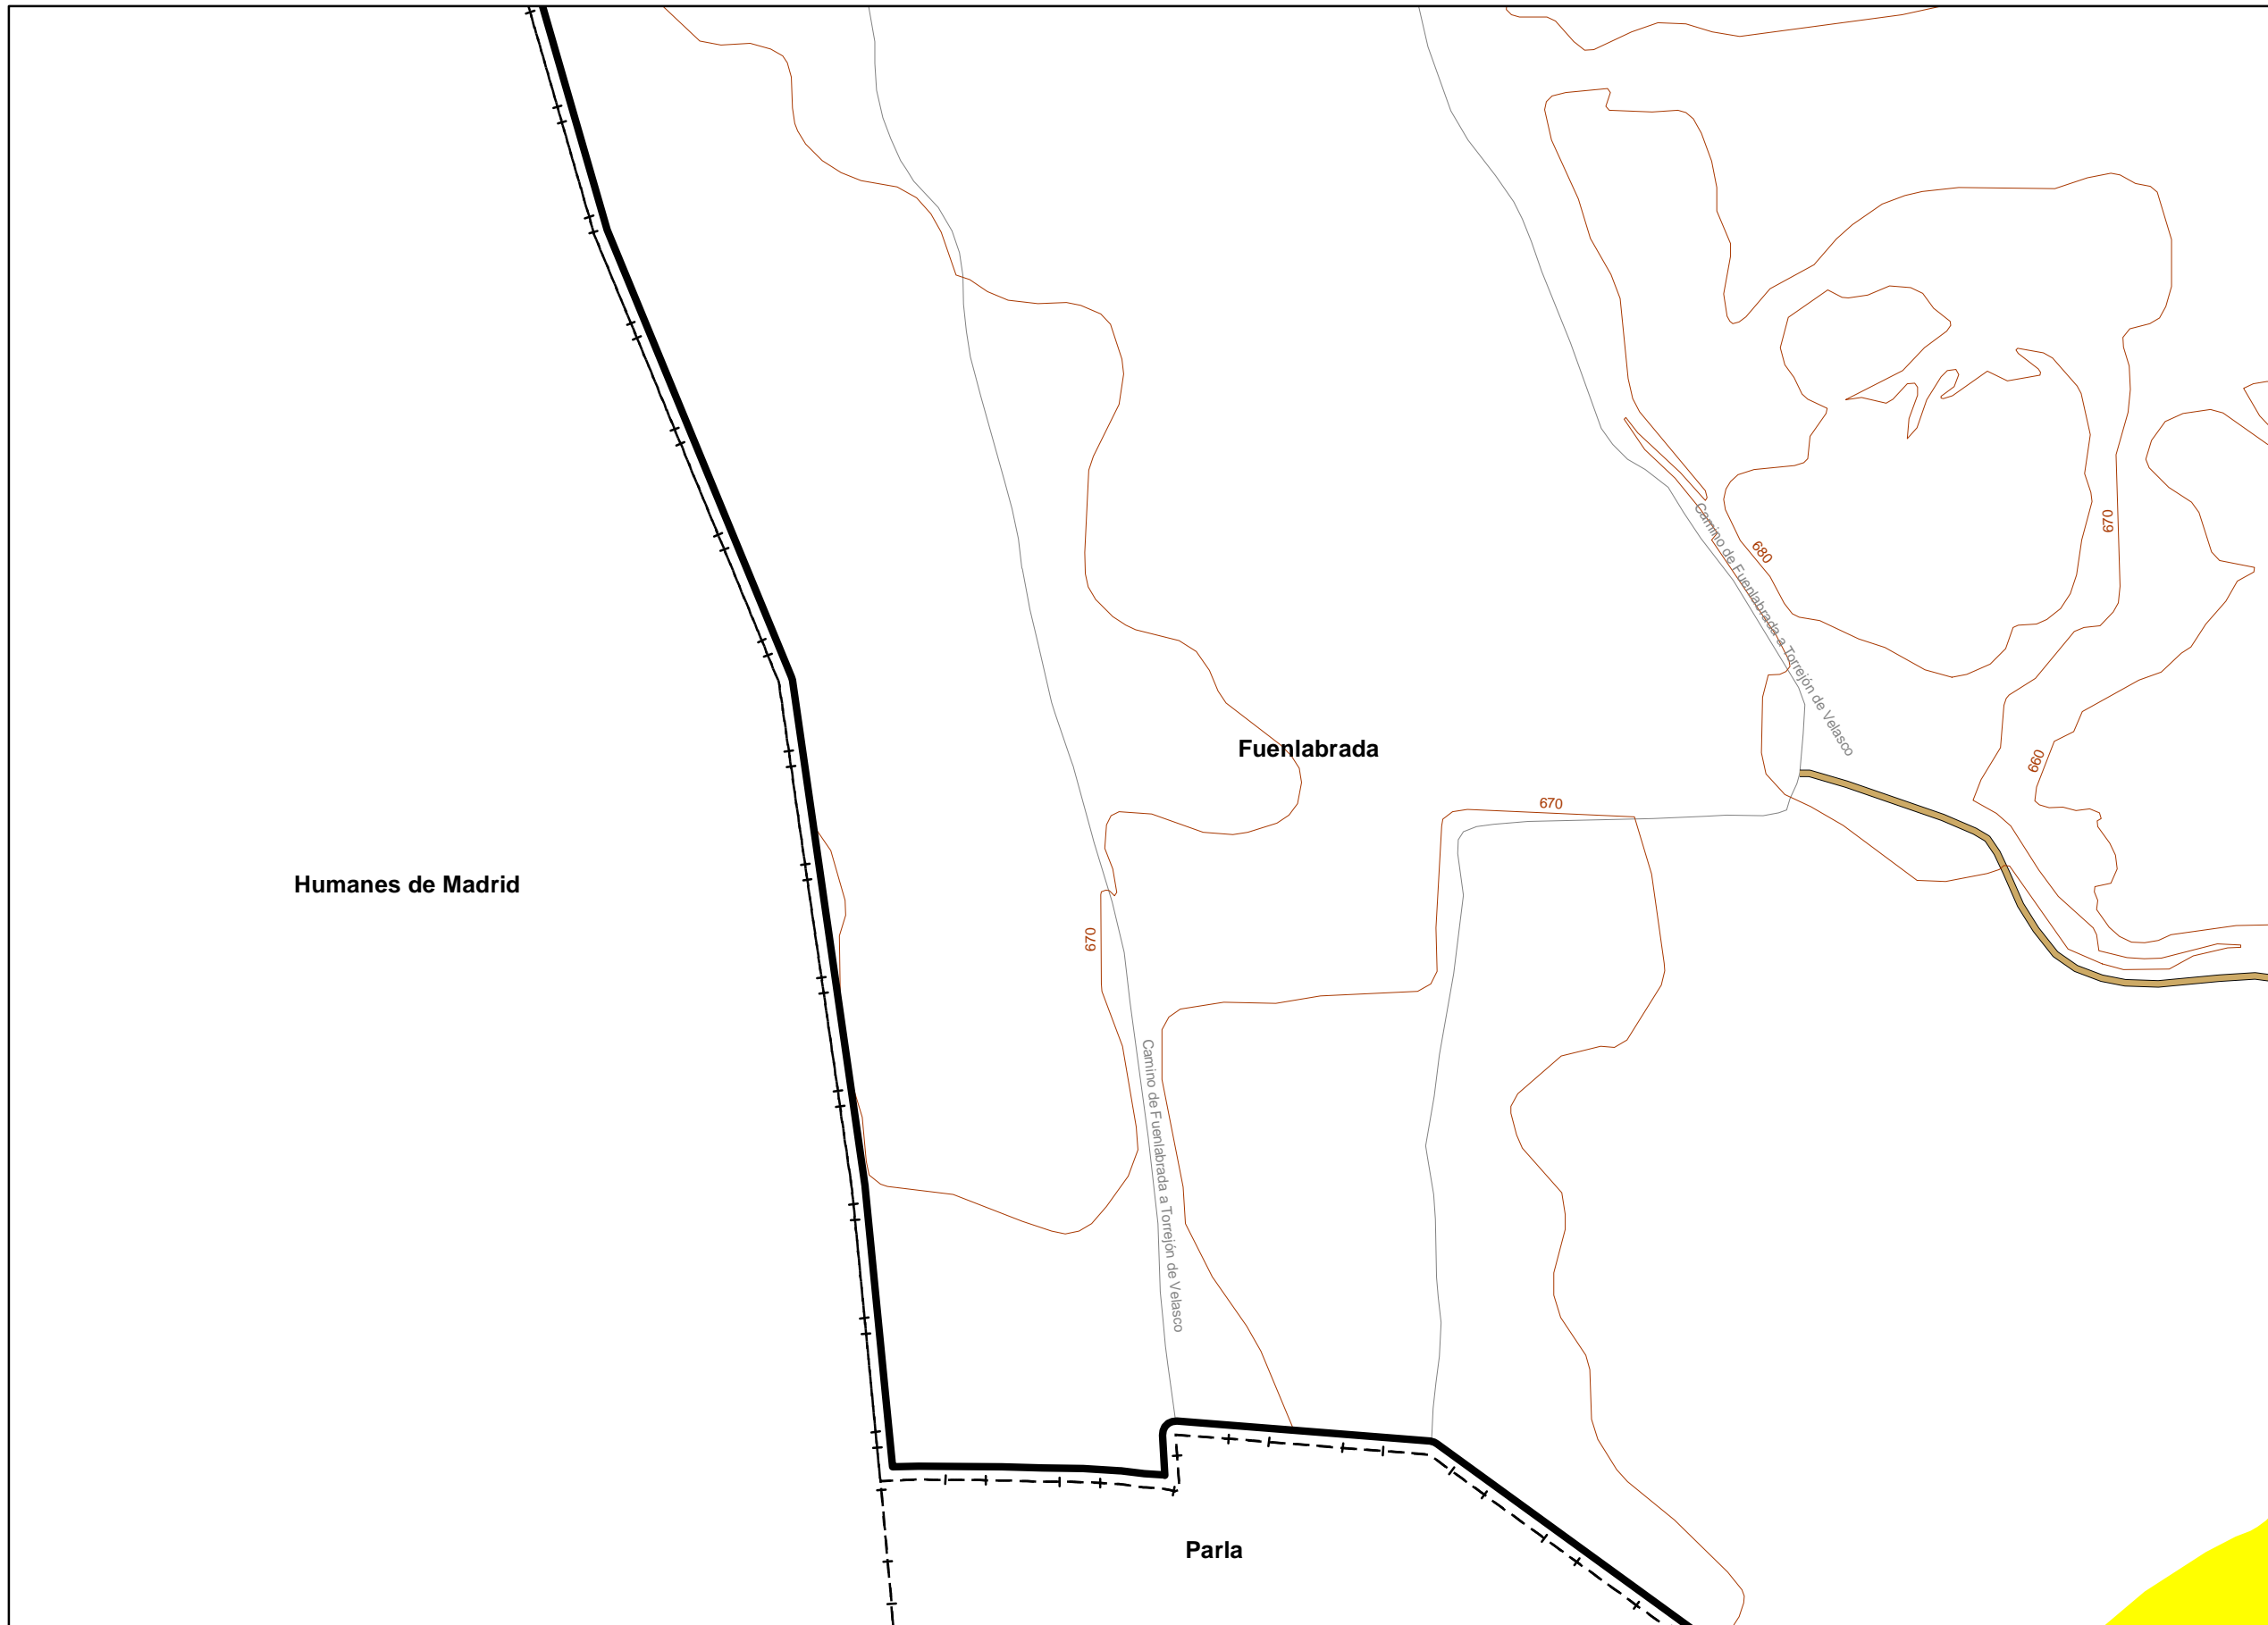 670
Camino de Fuenlabrada a Torrejón de Velasco
680
Fuenlabrada
660
670
Humanes de Madrid
670
Camino de Fuenlabrada a Torrejón de Velasco
Parla